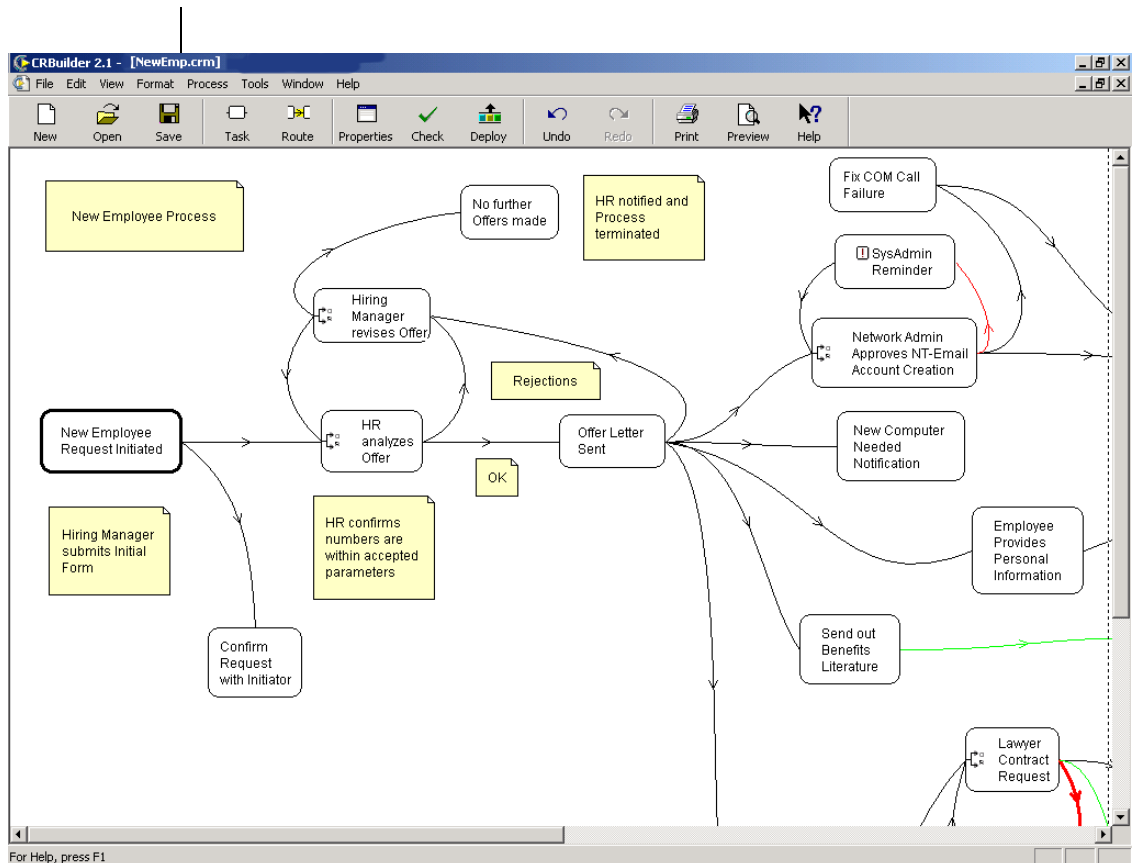 CRBuilder 2.1 - [NewEmp.crm]
File Edit View Format Process Tools Window Help
New Open Save Task Route Properties Check Deploy Undo Redo Print Preview Help
New Employee Process
No further
Offers made
HR notified and
Process
terminated
Fix COM Call
Failure
SysAdmin
Reminder
Hiring
Manager
revises Offer
Network Admin
Approves NT-Email
Account Creation
Rejections
New Employee
Request Initiated
HR
analyzes
Offer
Offer Letter
Sent
New Computer
Needed
Notification
OK
Hiring Manager
submits Initial
Form
HR confirms
numbers are
within accepted
parameters
Employee
Provides
Personal
Information
Confirm
Request
with Initiator
Send out
Benefits
Literature
Lawyer
Contract
Request
For Help, press F1